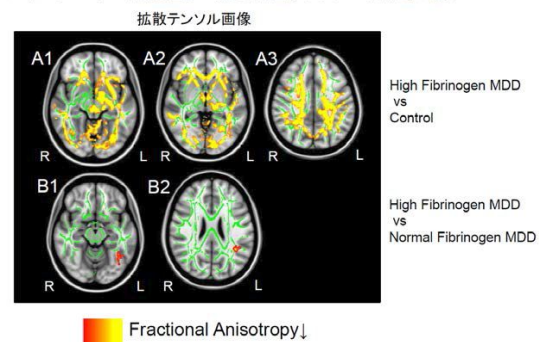 拡散テンソル画像
A1
A2
A3
R
L
R
L
R
L
High Fibrinogen MDD
vs
Control
B1
B2
R
L
R
L
High Fibrinogen MDD
vs
Normal Fibrinogen MDD
Fractional Anisotropy↓